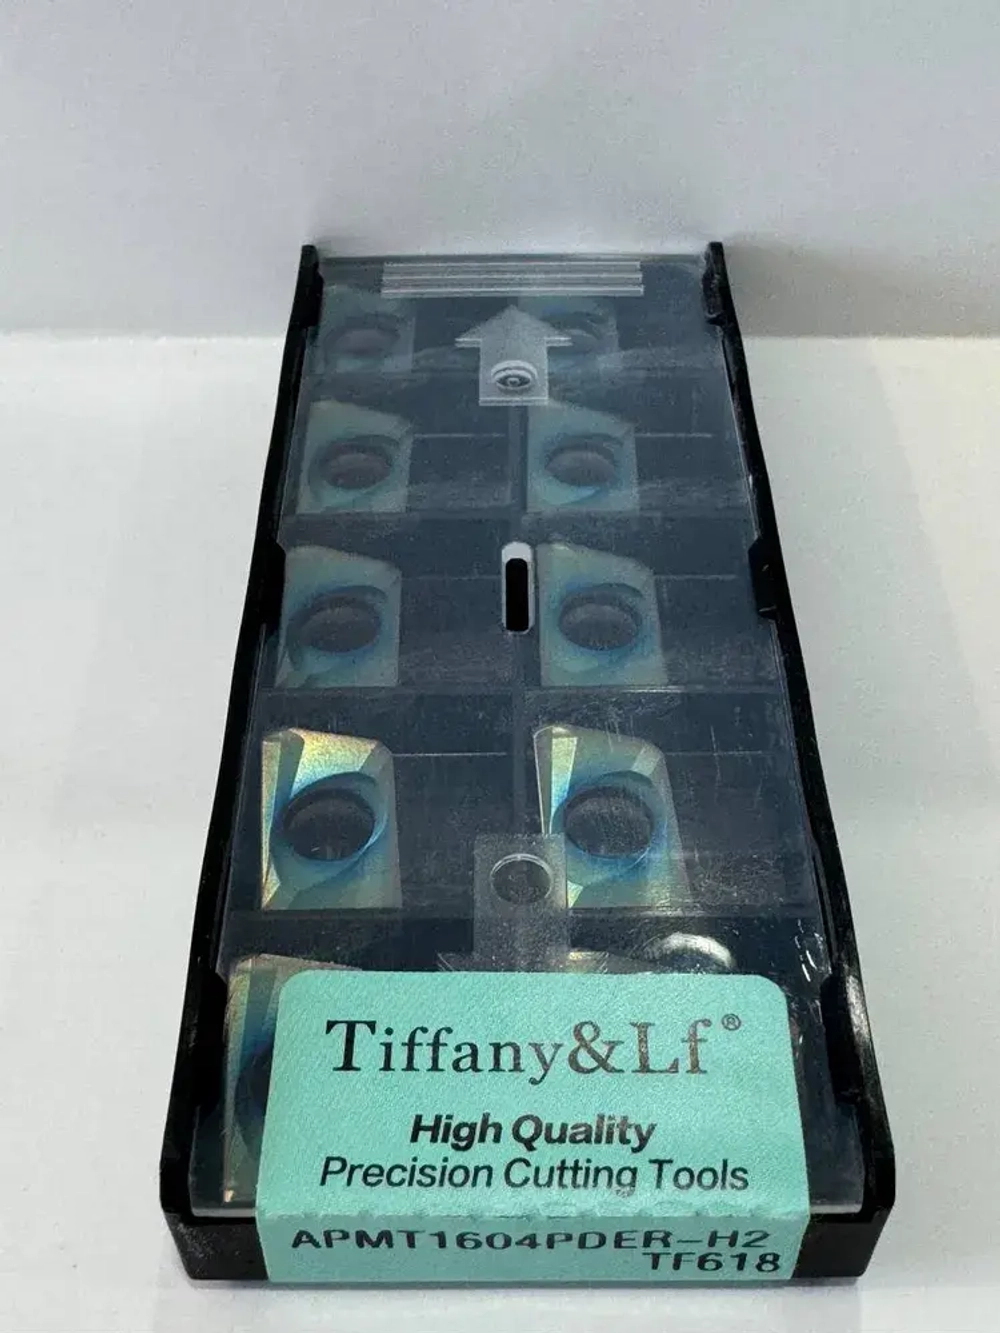 Tiffany&Lf®
High Quality
Precision Cutting Tools
APMT1604PDER-H2
TF618